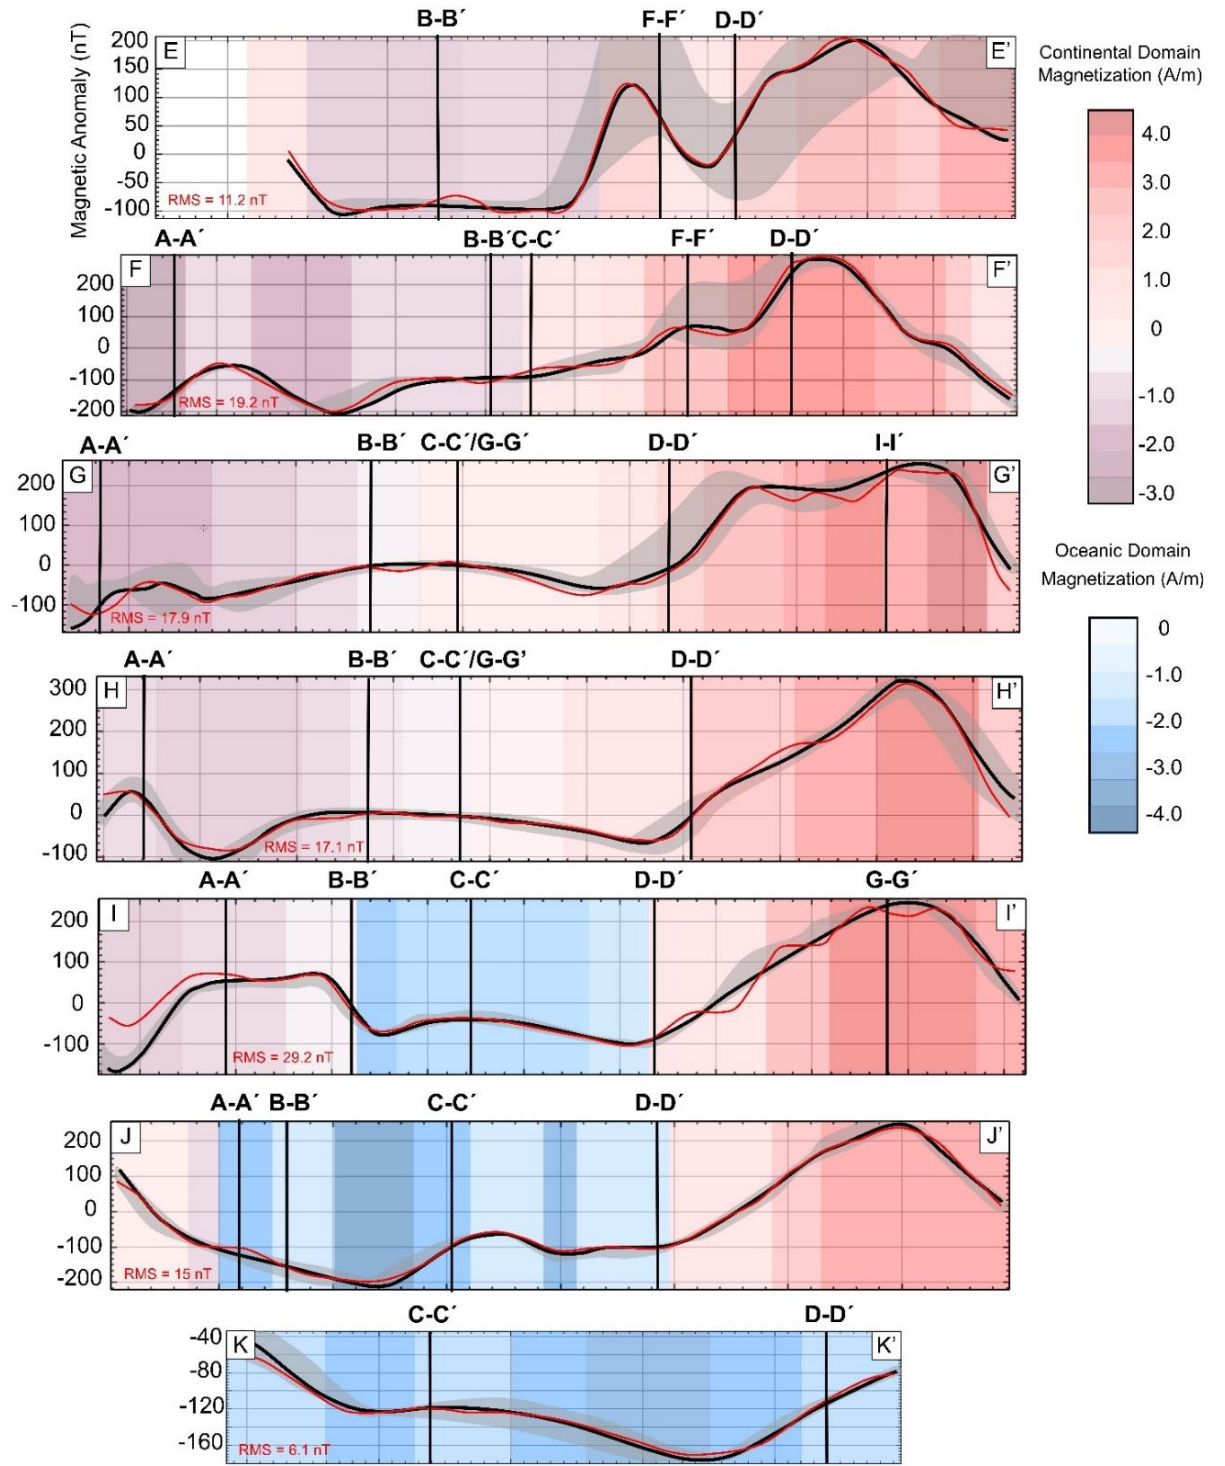 B-B´ F-F´ D-D´
Magnetic Anomaly (nT)
E E'
200
150
100
50
0
-50
-100
RMS = 11.2 nT
A-A´ B-B´ C-C´ F-F´ D-D´
F F'
200
100
0
-100
-200
RMS = 19.2 nT
A-A´ B-B´ C-C´/G-G´ D-D´ I-I´
G G'
200
100
0
-100
RMS = 17.9 nT
A-A´ B-B´ C-C´/G-G' D-D´
H H'
300
200
100
0
-100
RMS = 17.1 nT
A-A´ B-B´ C-C´ D-D´ G-G´
I I'
200
100
0
-100
RMS = 29.2 nT
A-A´ B-B´ C-C´ D-D´
J J'
200
100
0
-100
-200
RMS = 15 nT
C-C´ D-D´
K K'
-40
-80
-120
-160
RMS = 6.1 nT
Continental Domain
Magnetization (A/m)
4.0
3.0
2.0
1.0
0
-1.0
-2.0
-3.0
Oceanic Domain
Magnetization (A/m)
0
-1.0
-2.0
-3.0
-4.0